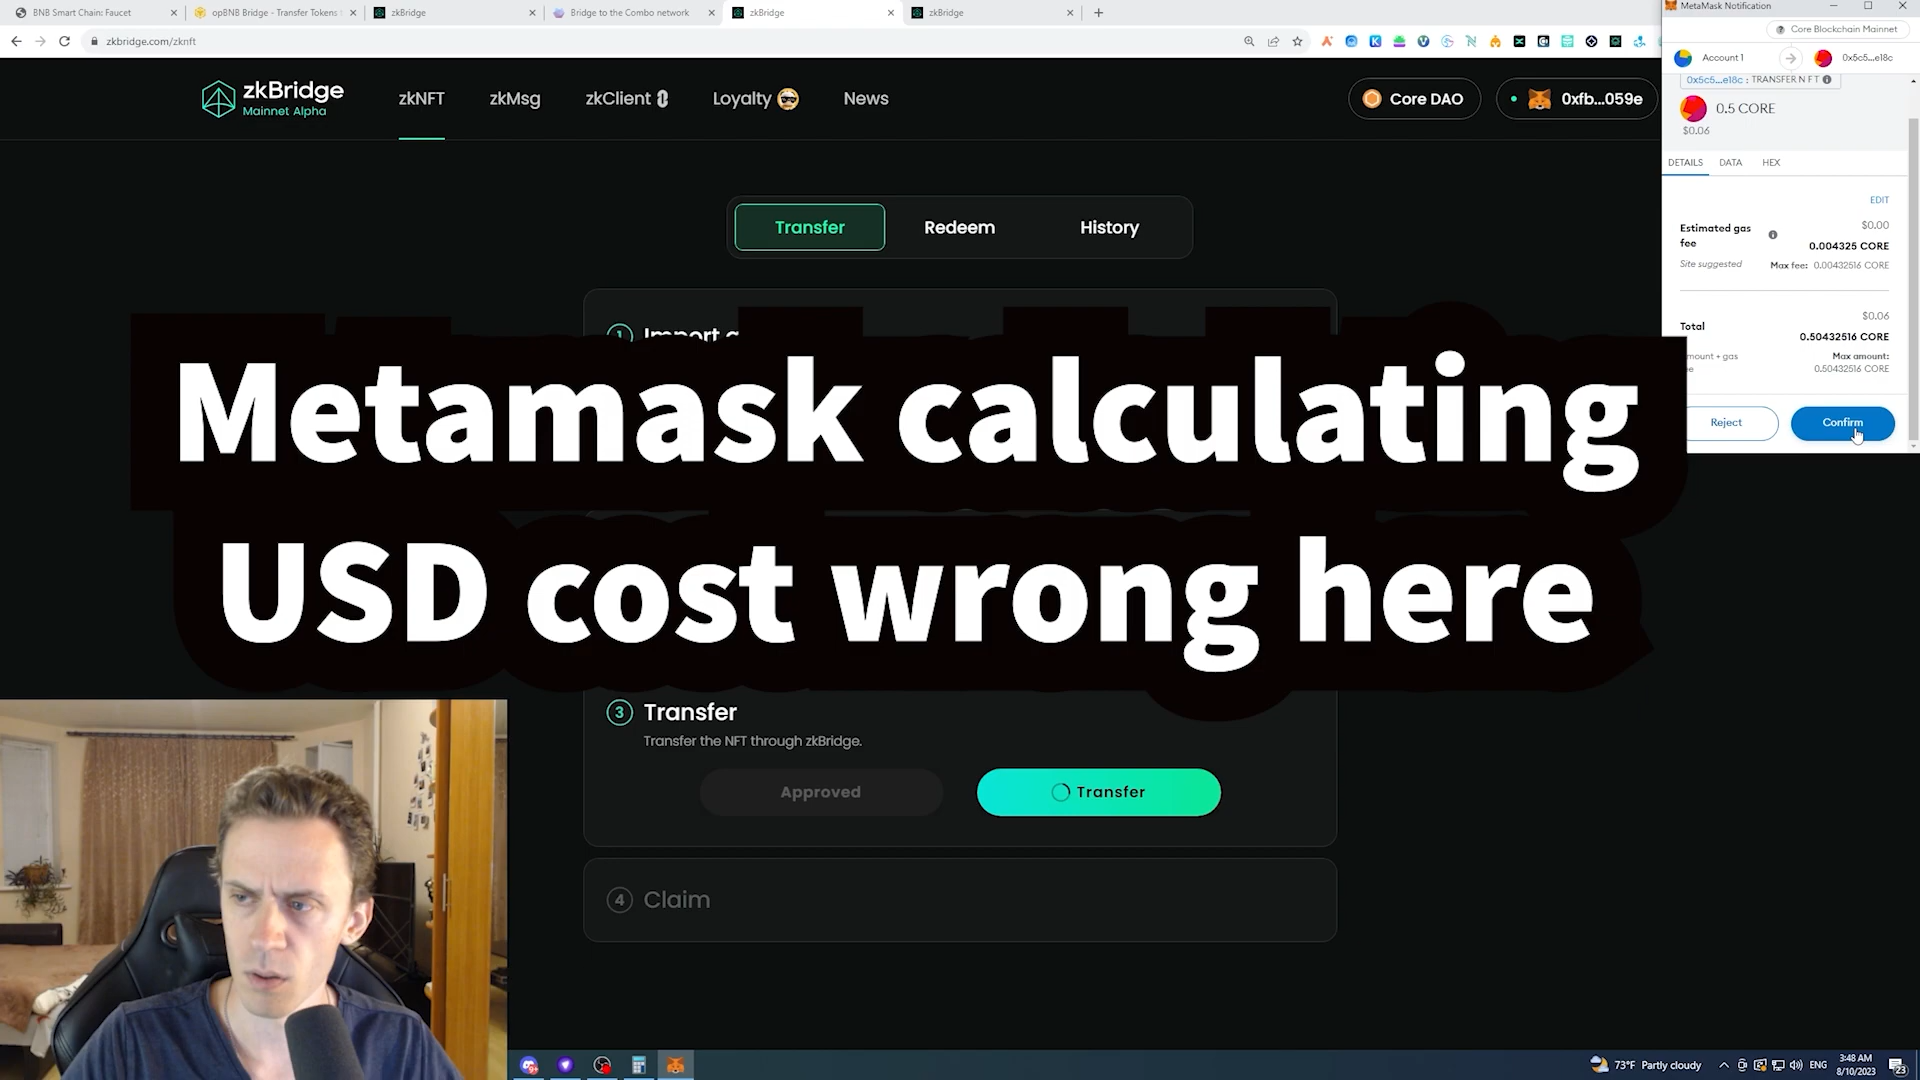 BNB Smart Chain: Faucet
opBNB Bridge - Transfer Tokens
zkBridge
Bridge to the Combo network
zkBridge
zkBridge
MetaMask Notification
zkbridge.com/zknft
Core Blockchain Mainnet
Account 1
0x5c5...e18c
0x5c5...e18c : TRANSFER N F T
0.5 CORE
$0.06
DETAILS
DATA
HEX
EDIT
Estimated gas
fee
$0.00
0.004325 CORE
Site suggested
Max fee: 0.00432516 CORE
$0.06
Total
0.50432516 CORE
mount + gas
Max amount:
0.50432516 CORE
Reject
Confirm
zkBridge
Mainnet Alpha
zkNFT
zkMsg
zkClient
Loyalty
News
Core DAO
0xfb...059e
Transfer
Redeem
History
1
Metamask calculating
USD cost wrong here
3 Transfer
Transfer the NFT through zkBridge.
Approved
Transfer
4 Claim
73°F Partly cloudy
ENG
3:48 AM
8/10/2023
23